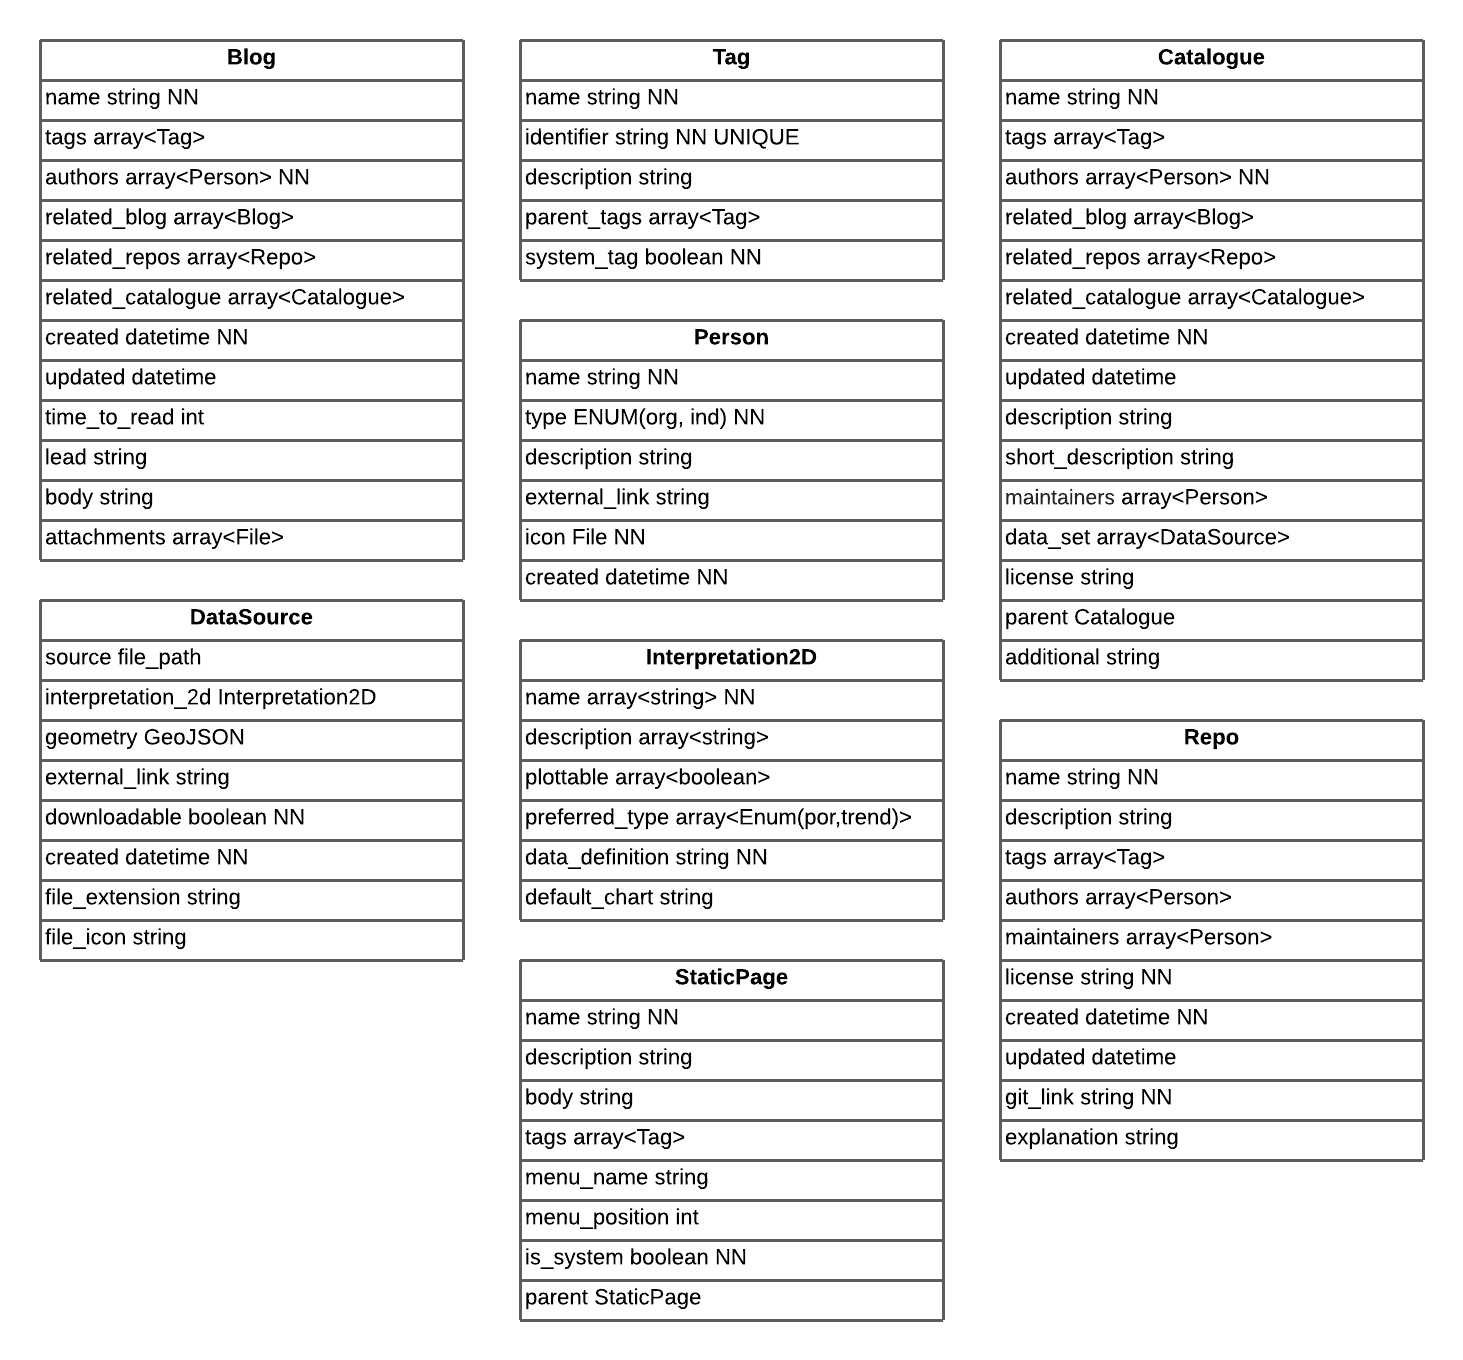 Blog
name string NN
tags array<Tag>
authors array<Person> NN
related_blog array<Blog>
related_repos array<Repo>
related_catalogue array<Catalogue>
created datetime NN
updated datetime
time_to_read int
lead string
body string
attachments array<File>
DataSource
source file_path
interpretation_2d Interpretation2D
geometry GeoJSON
external_link string
downloadable boolean NN
created datetime NN
file_extension string
file_icon string
Tag
name string NN
identifier string NN UNIQUE
description string
parent_tags array<Tag>
system_tag boolean NN
Person
name string NN
type ENUM(org, ind) NN
description string
external_link string
icon File NN
created datetime NN
Interpretation2D
name array<string> NN
description array<string>
plottable array<boolean>
preferred_type array<Enum(por,trend)>
data_definition string NN
default_chart string
StaticPage
name string NN
description string
body string
tags array<Tag>
menu_name string
menu_position int
is_system boolean NN
parent StaticPage
Catalogue
name string NN
tags array<Tag>
authors array<Person> NN
related_blog array<Blog>
related_repos array<Repo>
related_catalogue array<Catalogue>
created datetime NN
updated datetime
description string
short_description string
maintainers array<Person>
data_set array<DataSource>
license string
parent Catalogue
additional string
Repo
name string NN
description string
tags array<Tag>
authors array<Person>
maintainers array<Person>
license string NN
created datetime NN
updated datetime
git_link string NN
explanation string